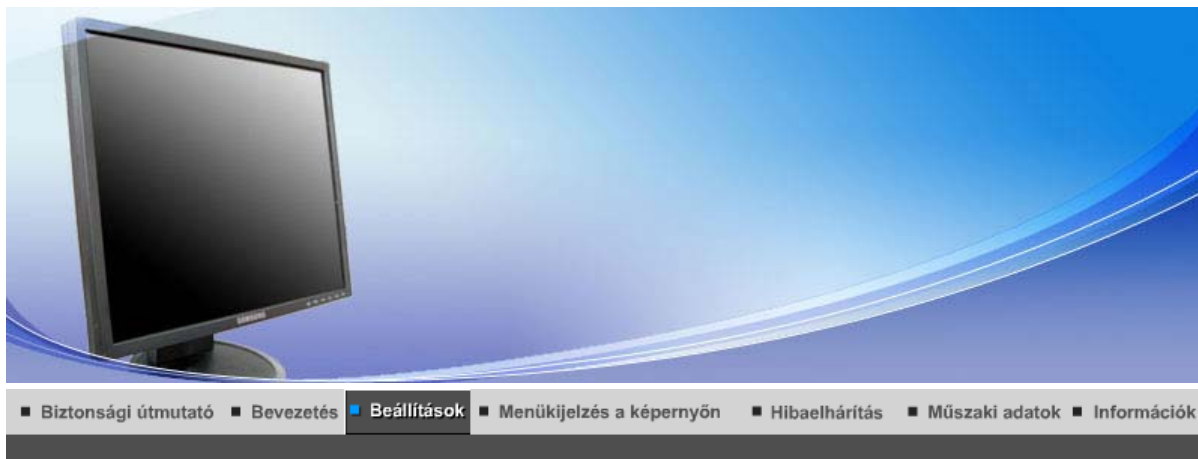 SAMSUNG
Biztonsági útmutató Bevezetés Beállítások Menükijelzés a képernyőn Hibaelhárítás Műszaki adatok Információk